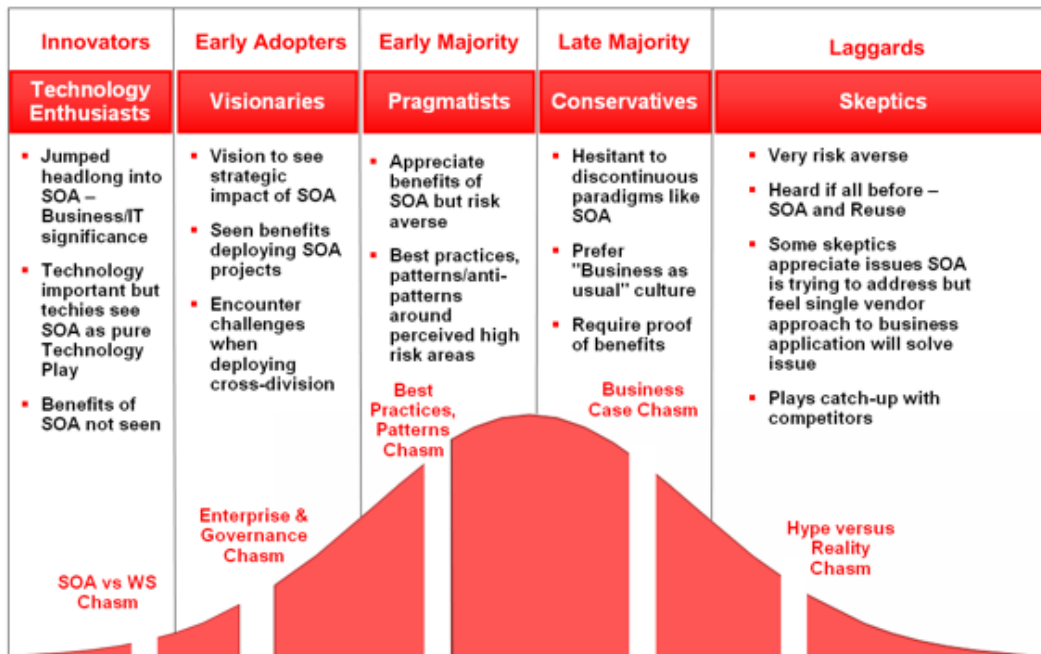 Innovators
Technology
Enthusiasts
▪ Jumped
headlong into
SOA –
Business/IT
significance
▪ Technology
important but
techies see
SOA as pure
Technology
Play
▪ Benefits of
SOA not seen
SOA vs WS
Chasm
Early Adopters
Visionaries
▪ Vision to see
strategic
impact of SOA
▪ Seen benefits
deploying SOA
projects
▪ Encounter
challenges
when
deploying
cross-division
Enterprise &
Governance
Chasm
Early Majority
Pragmatists
▪ Appreciate
benefits of
SOA but risk
averse
▪ Best practices,
patterns/anti-
patterns
around
perceived high
risk areas
Best
Practices,
Patterns
Chasm
Late Majority
Conservatives
▪ Hesitant to
discontinuous
paradigms like
SOA
▪ Prefer
"Business as
usual" culture
▪ Require proof
of benefits
Business
Case Chasm
Laggards
Skeptics
▪ Very risk averse
▪ Heard if all before –
SOA and Reuse
▪ Some skeptics
appreciate issues SOA
is trying to address but
feel single vendor
approach to business
application will solve
issue
▪ Plays catch-up with
competitors
Hype versus
Reality
Chasm